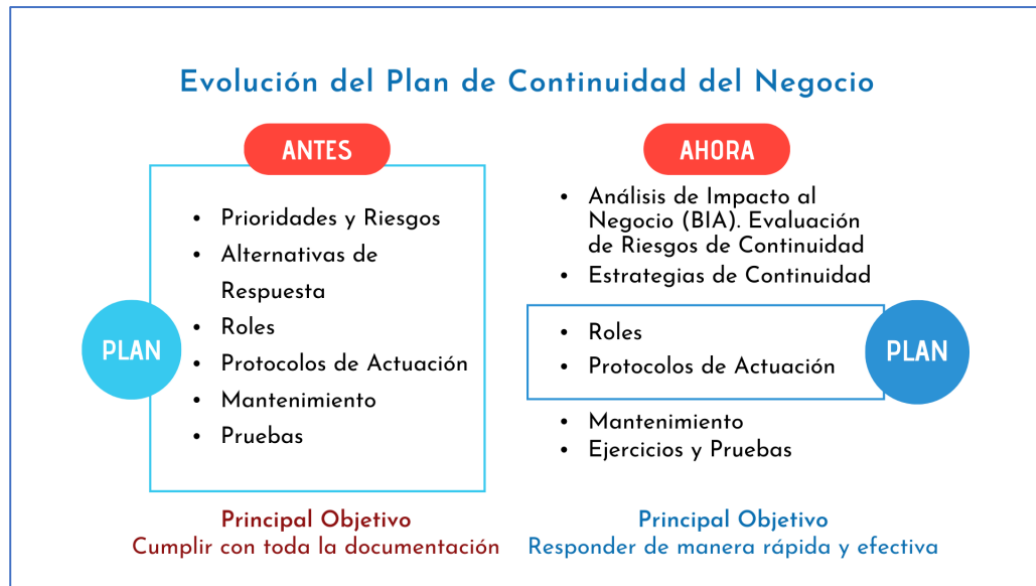 Evolución del Plan de Continuidad del Negocio
ANTES
PLAN
• Prioridades y Riesgos
• Alternativas de
Respuesta
• Roles
• Protocolos de Actuación
• Mantenimiento
• Pruebas
Principal Objetivo
Cumplir con toda la documentación
AHORA
• Análisis de Impacto al
Negocio (BIA). Evaluación
de Riesgos de Continuidad
• Estrategias de Continuidad
• Roles
• Protocolos de Actuación
PLAN
• Mantenimiento
• Ejercicios y Pruebas
Principal Objetivo
Responder de manera rápida y efectiva